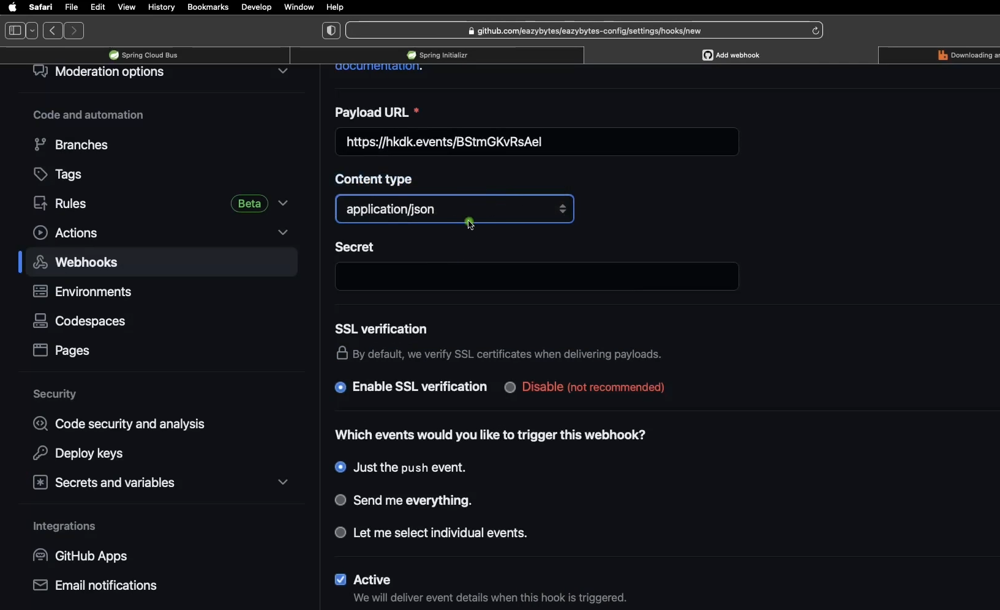 Safari File Edit View History Bookmarks Develop Window Help
github.com/eazybytes/eazybytes-config/settings/hooks/new
Spring Cloud Bus
Spring Initializr
Add webhook
Downloading
Moderation options
Code and automation
Branches
Tags
Rules
Beta
Actions
Webhooks
Environments
Codespaces
Pages
Security
Code security and analysis
Deploy keys
Secrets and variables
Integrations
GitHub Apps
Email notifications
documentation.
Payload URL *
https://hkdk.events/BStmGKvRsAel
Content type
application/json
Secret
SSL verification
By default, we verify SSL certificates when delivering payloads.
Enable SSL verification
Disable (not recommended)
Which events would you like to trigger this webhook?
Just the push event.
Send me everything.
Let me select individual events.
Active
We will deliver event details when this hook is triggered.